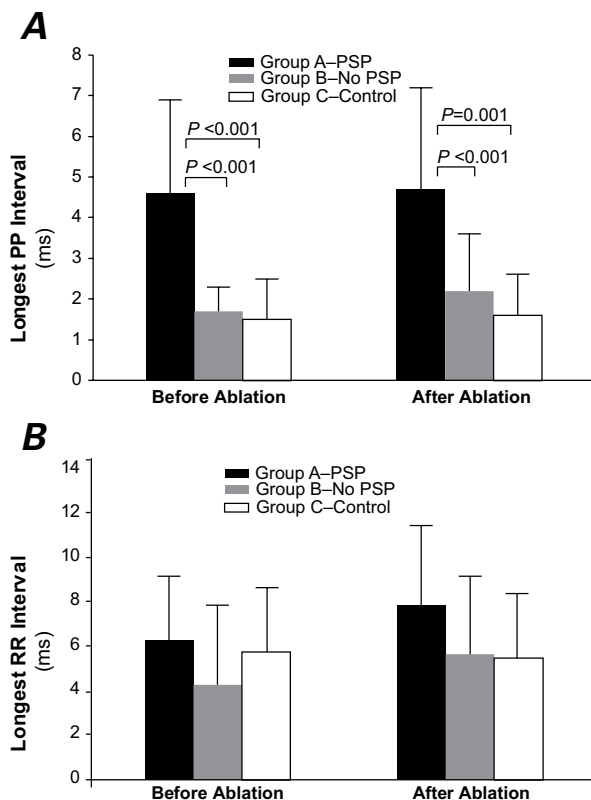 A
8
7
6
5
4
3
2
1
0
Longest PP Interval
(ms)
Group A–PSP
Group B–No PSP
Group C–Control
P <0.001
P <0.001
P=0.001
P <0.001
Before Ablation
After Ablation
B
14
12
10
8
6
4
2
0
Longest RR Interval
(ms)
Group A–PSP
Group B–No PSP
Group C–Control
Before Ablation
After Ablation